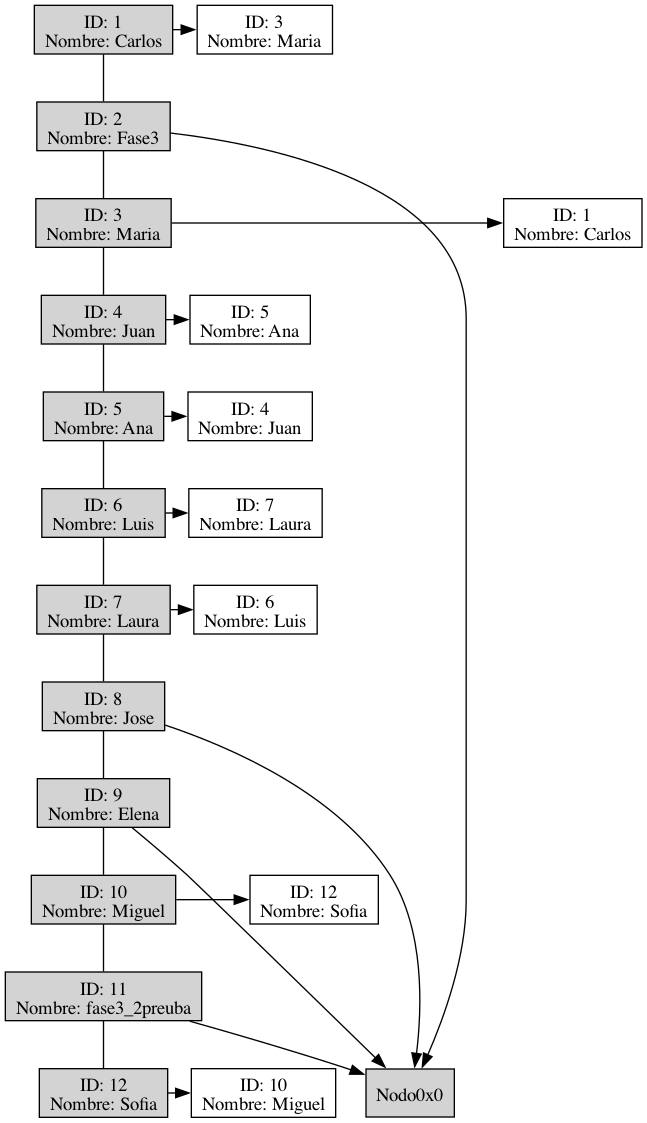 ID: 1
Nombre: Carlos
ID: 3
Nombre: Maria
ID: 2
Nombre: Fase3
ID: 3
Nombre: Maria
ID: 1
Nombre: Carlos
ID: 4
Nombre: Juan
ID: 5
Nombre: Ana
ID: 5
Nombre: Ana
ID: 4
Nombre: Juan
ID: 6
Nombre: Luis
ID: 7
Nombre: Laura
ID: 7
Nombre: Laura
ID: 6
Nombre: Luis
ID: 8
Nombre: Jose
ID: 9
Nombre: Elena
ID: 10
Nombre: Miguel
ID: 12
Nombre: Sofia
ID: 11
Nombre: fase3_2preuba
ID: 12
Nombre: Sofia
ID: 10
Nombre: Miguel
Nodo0x0